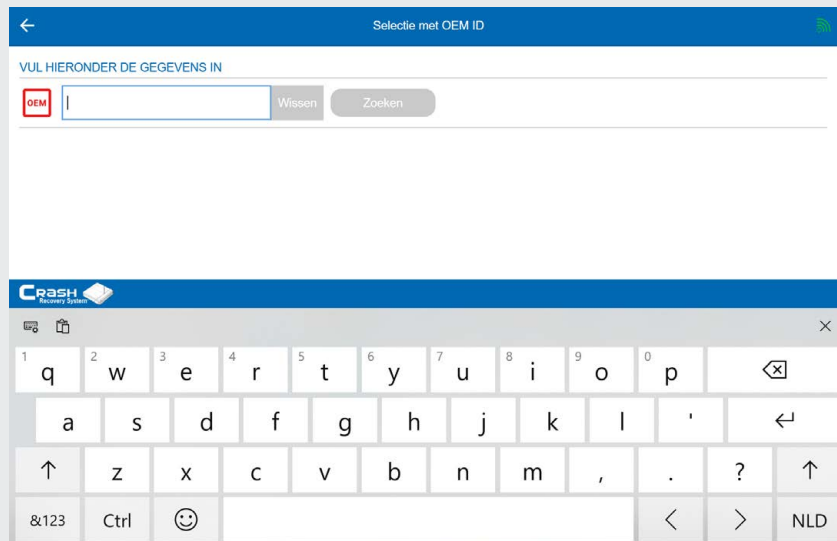 Selectie met OEM ID
VUL HIERONDER DE GEGEVENS IN
OEM Wissen Zoeken
CRASH
Recovery System
1 2 3 4 5 6 7 8 9 0
q w e r t y u i o p
a s d f g h j k l '
z x c v b n m , . ?
&123 Ctrl < > NLD